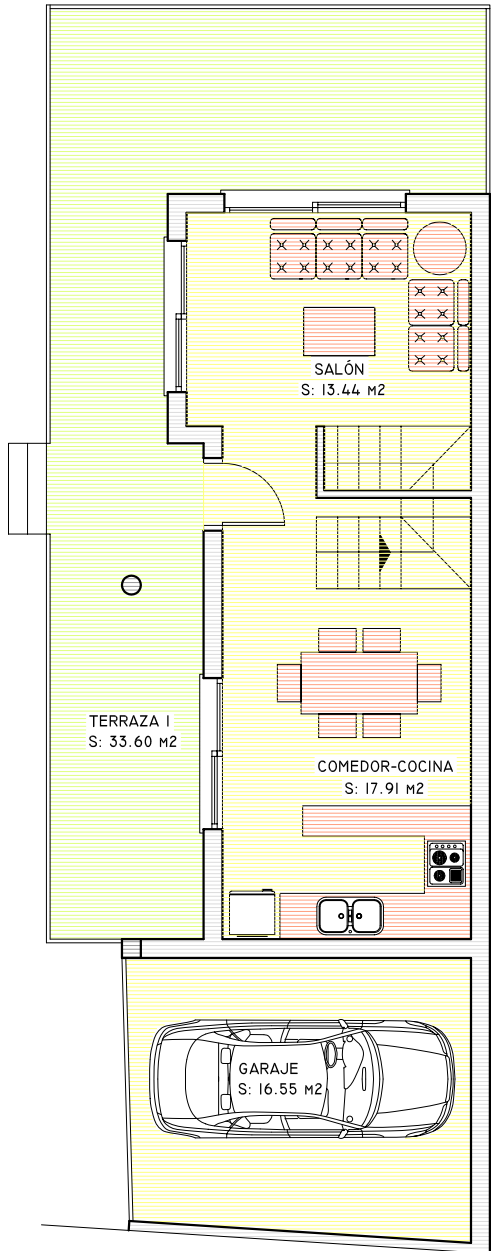 SALÓN
S: 13.44 M2
TERRAZA 1
S: 33.60 M2
COMEDOR-COCINA
S: 17.91 M2
GARAJE
S: 16.55 M2